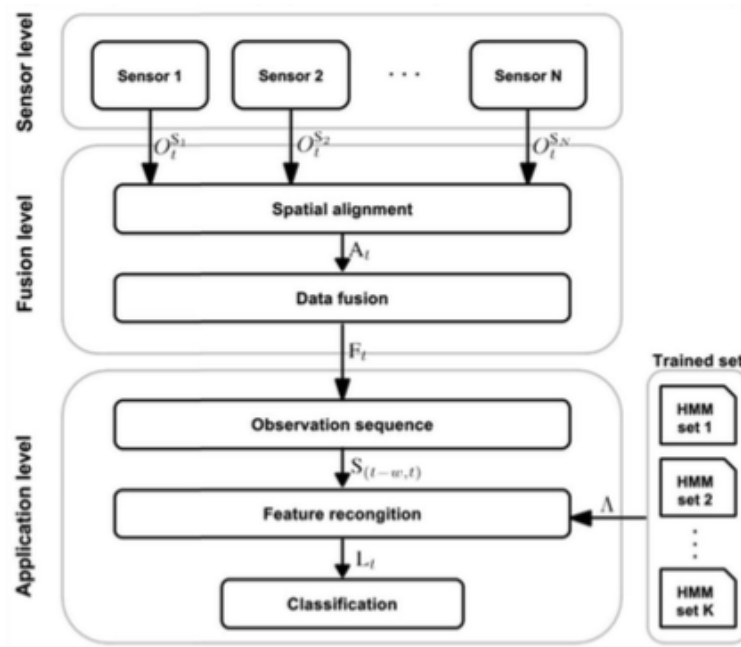 Sensor level
Sensor 1
Sensor 2
. . .
Sensor N
O_t^{S_1}
O_t^{S_2}
O_t^{S_N}
Fusion level
Spatial alignment
A_t
Data fusion
F_t
Trained set
Application level
Observation sequence
S_{(t-w,t)}
Feature recongition
Λ
L_t
Classification
HMM
set 1
HMM
set 2
⋮
HMM
set K